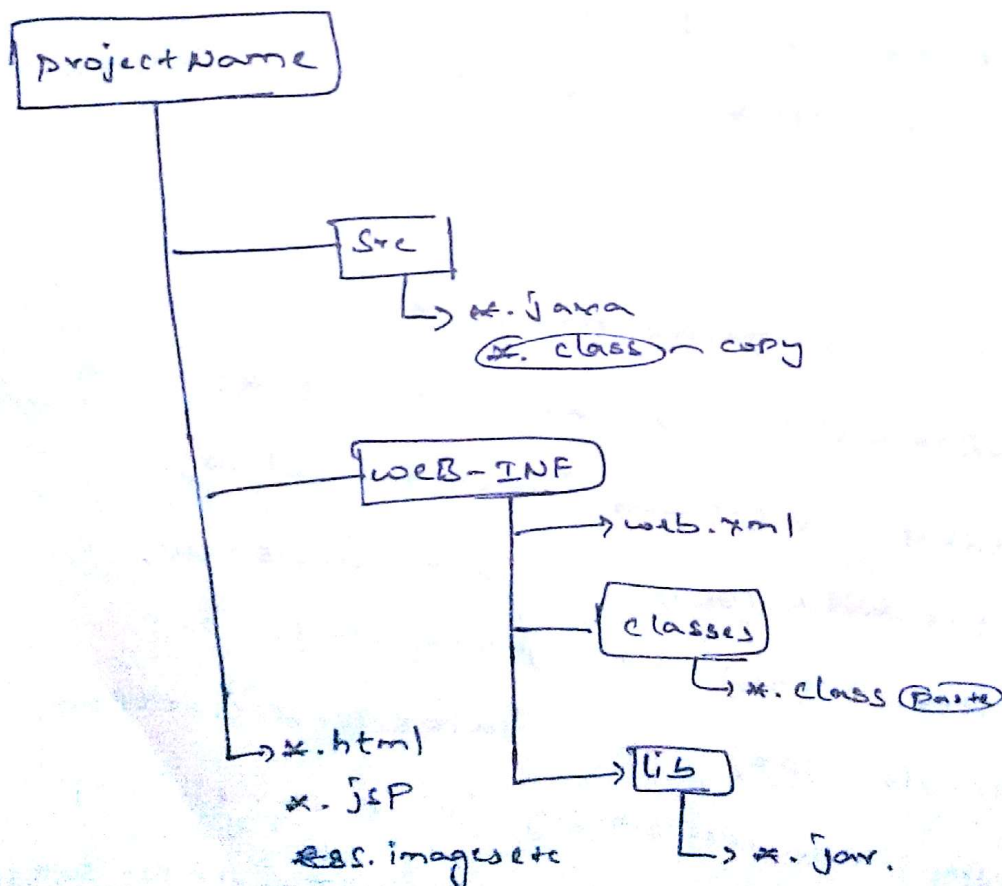 projectName
Src
*.java
*.class copy
WEB-INF
web.xml
classes
*.class paste
*.html
*.jsp
css.images etc
lib
*.jar.